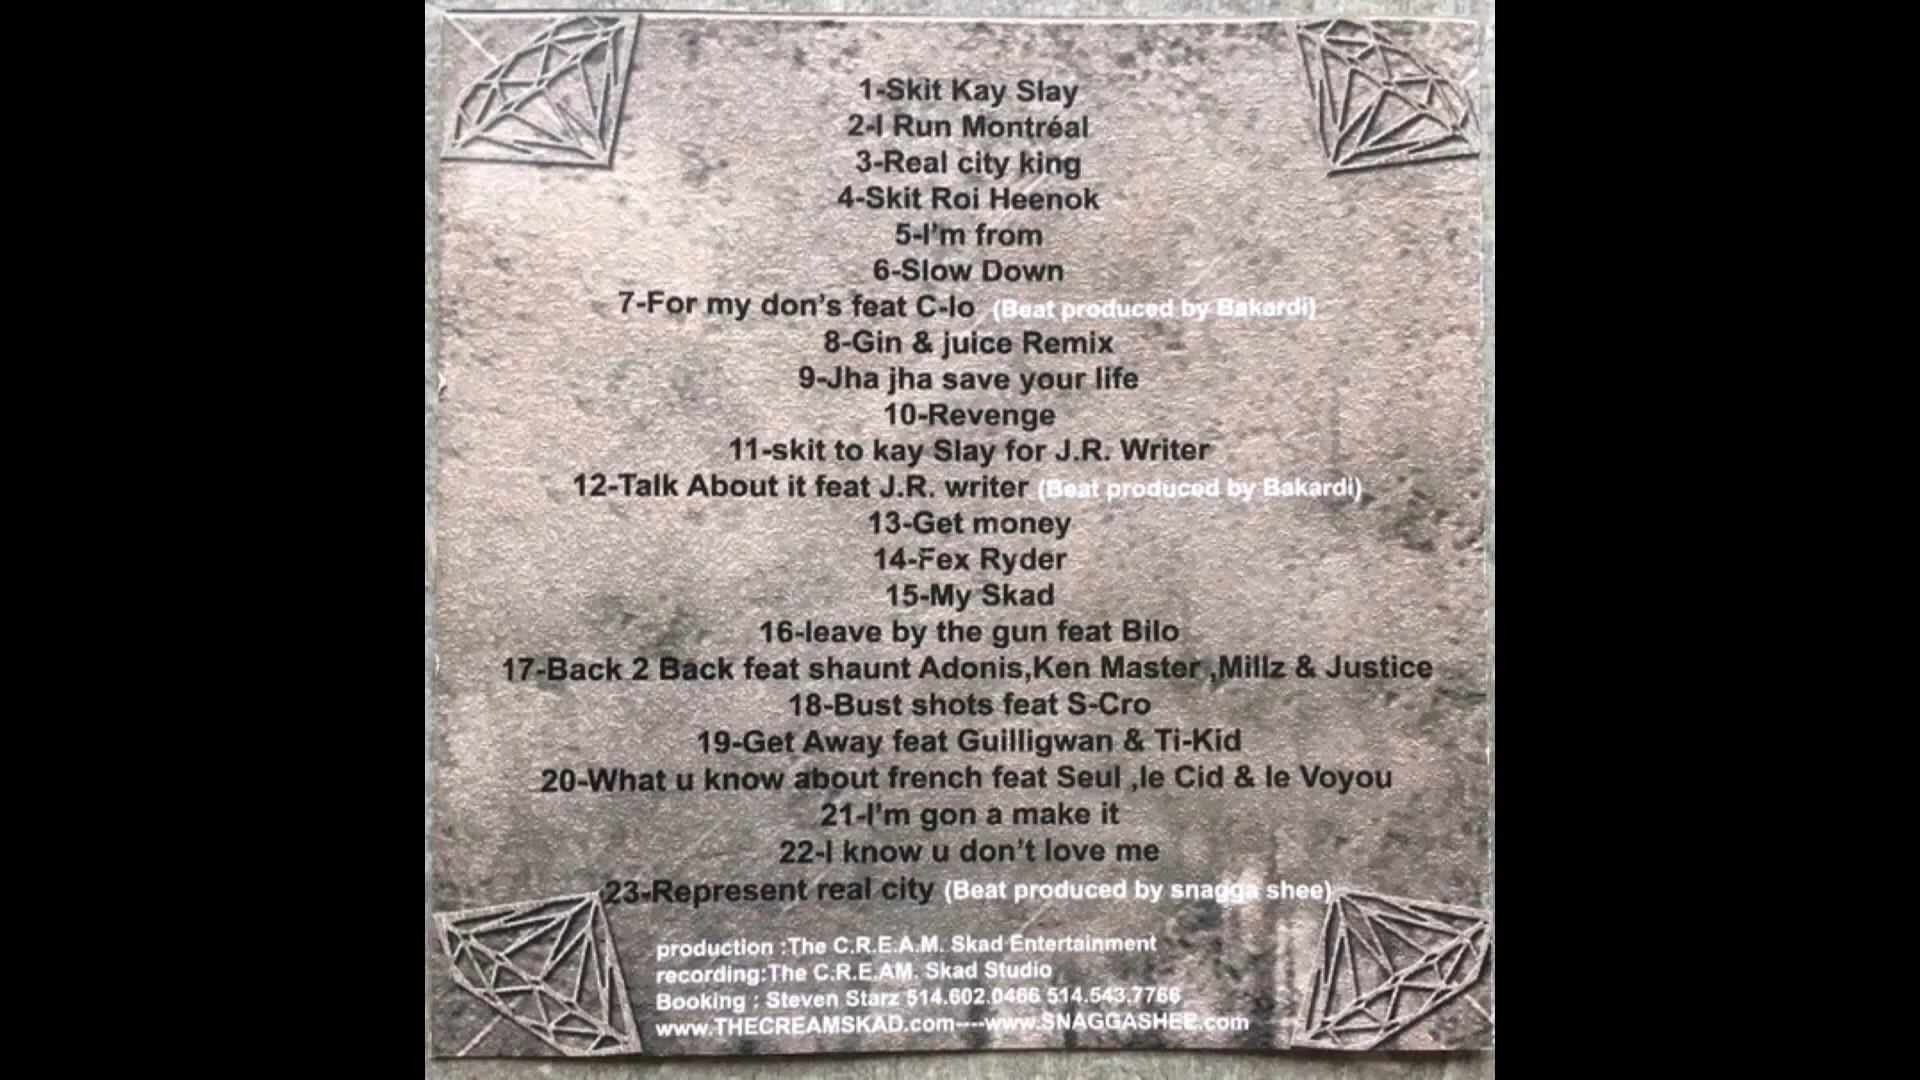 1-Skit Kay Slay
2-I Run Montréal
3-Real city king
4-Skit Roi Heenok
5-I'm from
6-Slow Down
7-For my don's feat C-lo (Beat produced by Bakardi)
8-Gin & juice Remix
9-Jha jha save your life
10-Revenge
11-skit to kay Slay for J.R. Writer
12-Talk About it feat J.R. writer (Beat produced by Bakardi)
13-Get money
14-Fex Ryder
15-My Skad
16-leave by the gun feat Bilo
17-Back 2 Back feat shaunt Adonis,Ken Master ,Millz & Justice
18-Bust shots feat S-Cro
19-Get Away feat Guilligwan & Ti-Kid
20-What u know about french feat Seul ,le Cid & le Voyou
21-I'm gon a make it
22-I know u don't love me
23-Represent real city (Beat produced by snagga shee)
production :The C.R.E.A.M. Skad Entertainment
recording:The C.R.E.AM. Skad Studio
Booking : Steven Starz 514.602.0466 514.543.7766
www.THECREAMSKAD.com----www.SNAGGASHEE.com